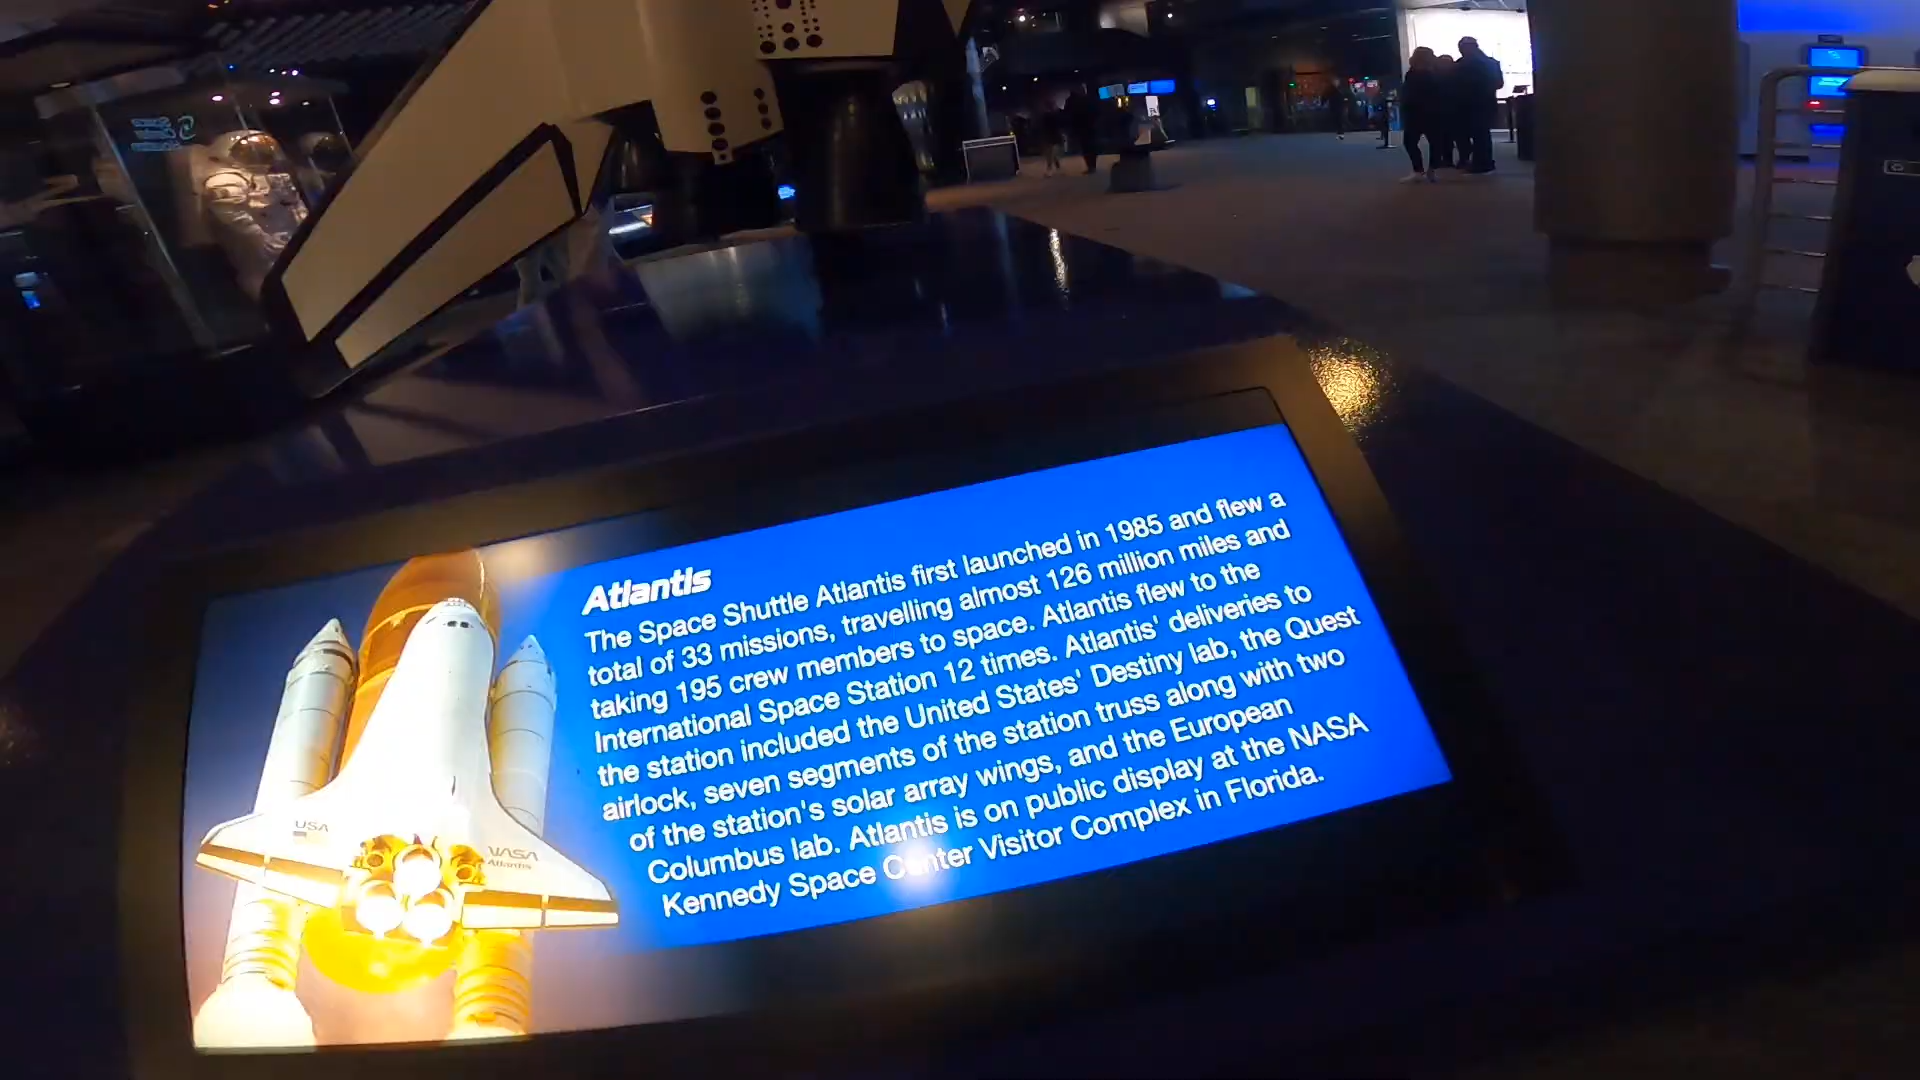 Atlantis
The Space Shuttle Atlantis first launched in 1985 and flew a
total of 33 missions, travelling almost 126 million miles and
taking 195 crew members to space. Atlantis flew to the
International Space Station 12 times. Atlantis' deliveries to
the station included the United States' Destiny lab, the Quest
airlock, seven segments of the station truss along with two
of the station's solar array wings, and the European
Columbus lab. Atlantis is on public display at the NASA
Kennedy Space Center Visitor Complex in Florida.
USA
NASA
Atlantis